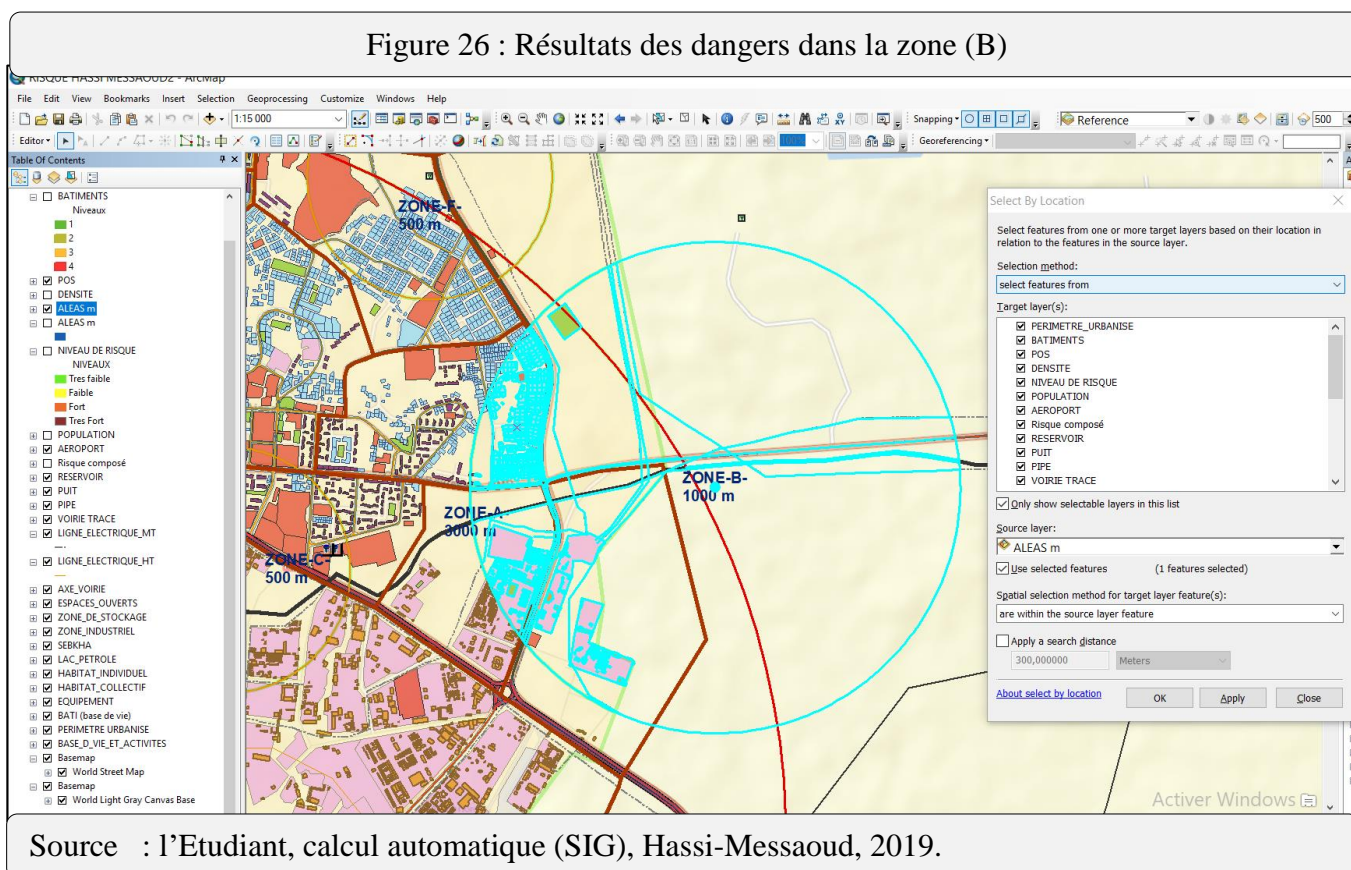 Figure 26 : Résultats des dangers dans la zone (B)
RISQUE HASSI MESSAOUD2 - ArcMap
File Edit View Bookmarks Insert Selection Geoprocessing Customize Windows Help
1:15 000
Snapping
Reference
500
Editor
100%
Georeferencing
Table Of Contents
BATIMENTS
Niveaux
1
2
3
4
POS
DENSITE
ALEAS m
ALEAS m
NIVEAU DE RISQUE
NIVEAUX
Tres faible
Faible
Fort
Tres Fort
POPULATION
AEROPORT
Risque composé
RESERVOIR
PUIT
PIPE
VOIRIE TRACE
LIGNE_ELECTRIQUE_MT
LIGNE_ELECTRIQUE_HT
AXE_VOIRIE
ESPACES_OUVERTS
ZONE_DE_STOCKAGE
ZONE_INDUSTRIEL
SEBKHA
LAC_PETROLE
HABITAT_INDIVIDUEL
HABITAT_COLLECTIF
EQUIPEMENT
BATI (base de vie)
PERIMETRE URBANISE
BASE_D_VIE_ET_ACTIVITES
Basemap
World Street Map
Basemap
World Light Gray Canvas Base
ZONE-F-
500 m
ZONE-B-
1000 m
ZONE-A-
3000 m
ZONE-C-
500 m
Select By Location
Select features from one or more target layers based on their location in
relation to the features in the source layer.
Selection method:
select features from
Target layer(s):
PERIMETRE_URBANISE
BATIMENTS
POS
DENSITE
NIVEAU DE RISQUE
POPULATION
AEROPORT
Risque composé
RESERVOIR
PUIT
PIPE
VOIRIE TRACE
Only show selectable layers in this list
Source layer:
ALEAS m
Use selected features (1 features selected)
Spatial selection method for target layer feature(s):
are within the source layer feature
Apply a search distance
300,000000 Meters
About select by location OK Apply Close
Activer Windows
Source : l’Etudiant, calcul automatique (SIG), Hassi-Messaoud, 2019.